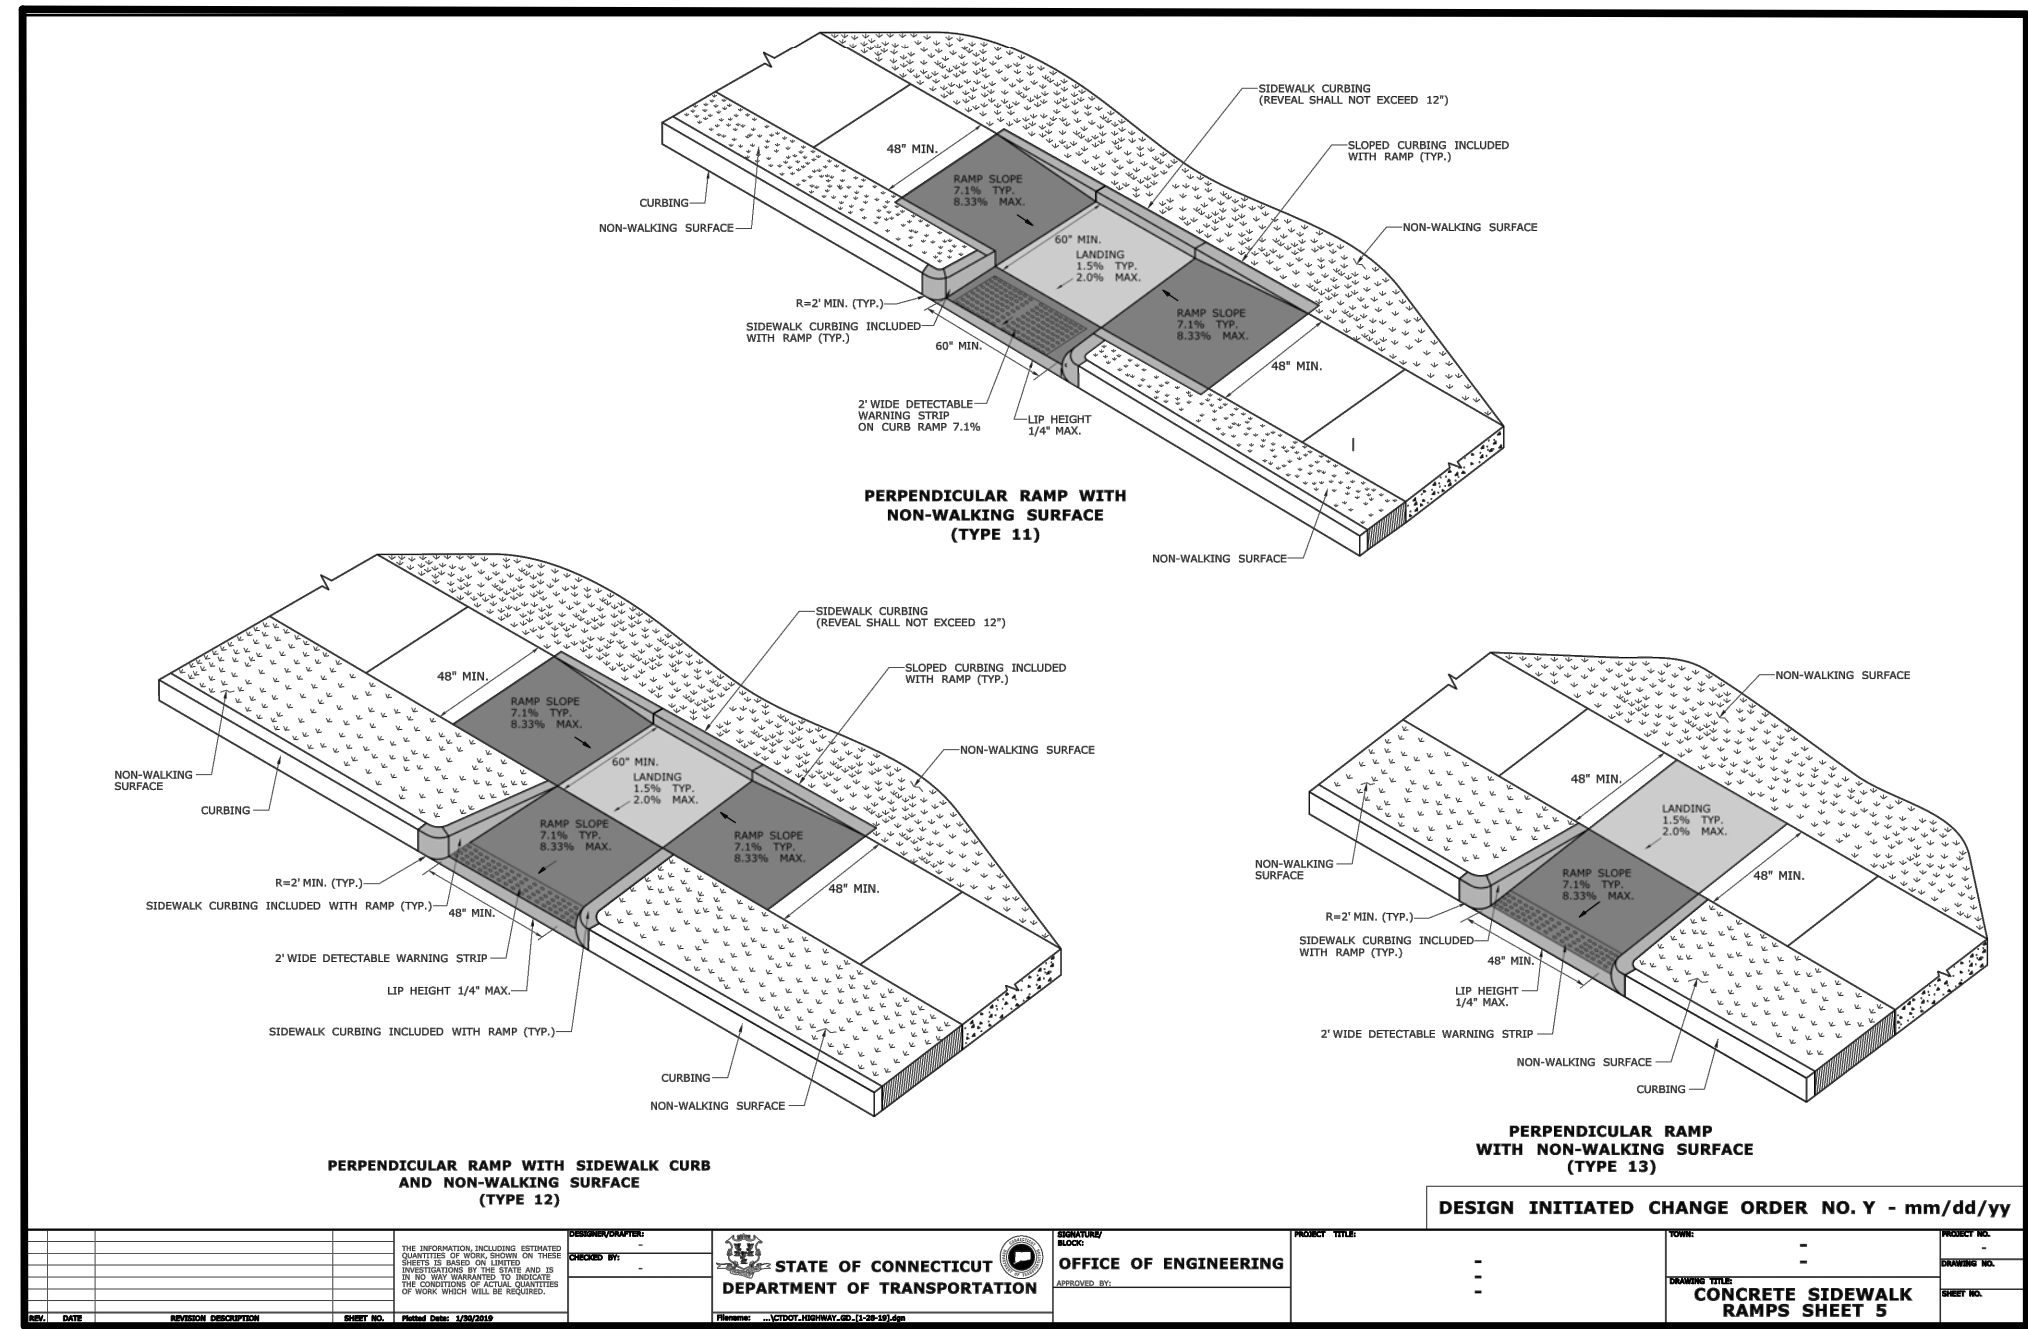 SIDEWALK CURBING
(REVEAL SHALL NOT EXCEED 12")
SLOPED CURBING INCLUDED
WITH RAMP (TYP.)
48" MIN.
RAMP SLOPE
7.1% TYP.
8.33% MAX.
CURBING
NON-WALKING SURFACE
NON-WALKING SURFACE
60" MIN.
LANDING
1.5% TYP.
2.0% MAX.
R=2' MIN. (TYP.)
SIDEWALK CURBING INCLUDED
WITH RAMP (TYP.)
60" MIN.
RAMP SLOPE
7.1% TYP.
8.33% MAX.
48" MIN.
2' WIDE DETECTABLE
WARNING STRIP
ON CURB RAMP 7.1%
LIP HEIGHT
1/4" MAX.
PERPENDICULAR RAMP WITH
NON-WALKING SURFACE
(TYPE 11)
NON-WALKING SURFACE
SIDEWALK CURBING
(REVEAL SHALL NOT EXCEED 12")
SLOPED CURBING INCLUDED
WITH RAMP (TYP.)
48" MIN.
RAMP SLOPE
7.1% TYP.
8.33% MAX.
NON-WALKING SURFACE
60" MIN.
LANDING
1.5% TYP.
2.0% MAX.
NON-WALKING
SURFACE
CURBING
RAMP SLOPE
7.1% TYP.
8.33% MAX.
RAMP SLOPE
7.1% TYP.
8.33% MAX.
R=2' MIN. (TYP.)
48" MIN.
SIDEWALK CURBING INCLUDED WITH RAMP (TYP.)
48" MIN.
2' WIDE DETECTABLE WARNING STRIP
LIP HEIGHT 1/4" MAX.
SIDEWALK CURBING INCLUDED WITH RAMP (TYP.)
CURBING
NON-WALKING SURFACE
PERPENDICULAR RAMP WITH SIDEWALK CURB
AND NON-WALKING SURFACE
(TYPE 12)
NON-WALKING SURFACE
48" MIN.
LANDING
1.5% TYP.
2.0% MAX.
NON-WALKING
SURFACE
RAMP SLOPE
7.1% TYP.
8.33% MAX.
48" MIN.
R=2' MIN. (TYP.)
SIDEWALK CURBING INCLUDED
WITH RAMP (TYP.)
48" MIN.
LIP HEIGHT
1/4" MAX.
2' WIDE DETECTABLE WARNING STRIP
NON-WALKING SURFACE
CURBING
PERPENDICULAR RAMP
WITH NON-WALKING SURFACE
(TYPE 13)
DESIGN INITIATED CHANGE ORDER NO. Y - mm/dd/yy
REV. DATE REVISION DESCRIPTION SHEET NO.
THE INFORMATION, INCLUDING ESTIMATED
QUANTITIES OF WORK, SHOWN ON THESE
SHEETS IS BASED ON LIMITED
INVESTIGATIONS BY THE STATE AND IS
IN NO WAY WARRANTED TO INDICATE
THE CONDITIONS OF ACTUAL QUANTITIES
OF WORK WHICH WILL BE REQUIRED.
Plotted Date: 1/30/2019
DESIGNER/DRAFTER:
-
CHECKED BY:
-
STATE OF CONNECTICUT
DEPARTMENT OF TRANSPORTATION
Filename: ...\CTDOT_HIGHWAY_GD_[1-28-19].dgn
SIGNATURE/
BLOCK:
OFFICE OF ENGINEERING
APPROVED BY:
PROJECT TITLE:
-
-
-
TOWN:
-
-
DRAWING TITLE:
CONCRETE SIDEWALK
RAMPS SHEET 5
PROJECT NO.
-
DRAWING NO.
SHEET NO.